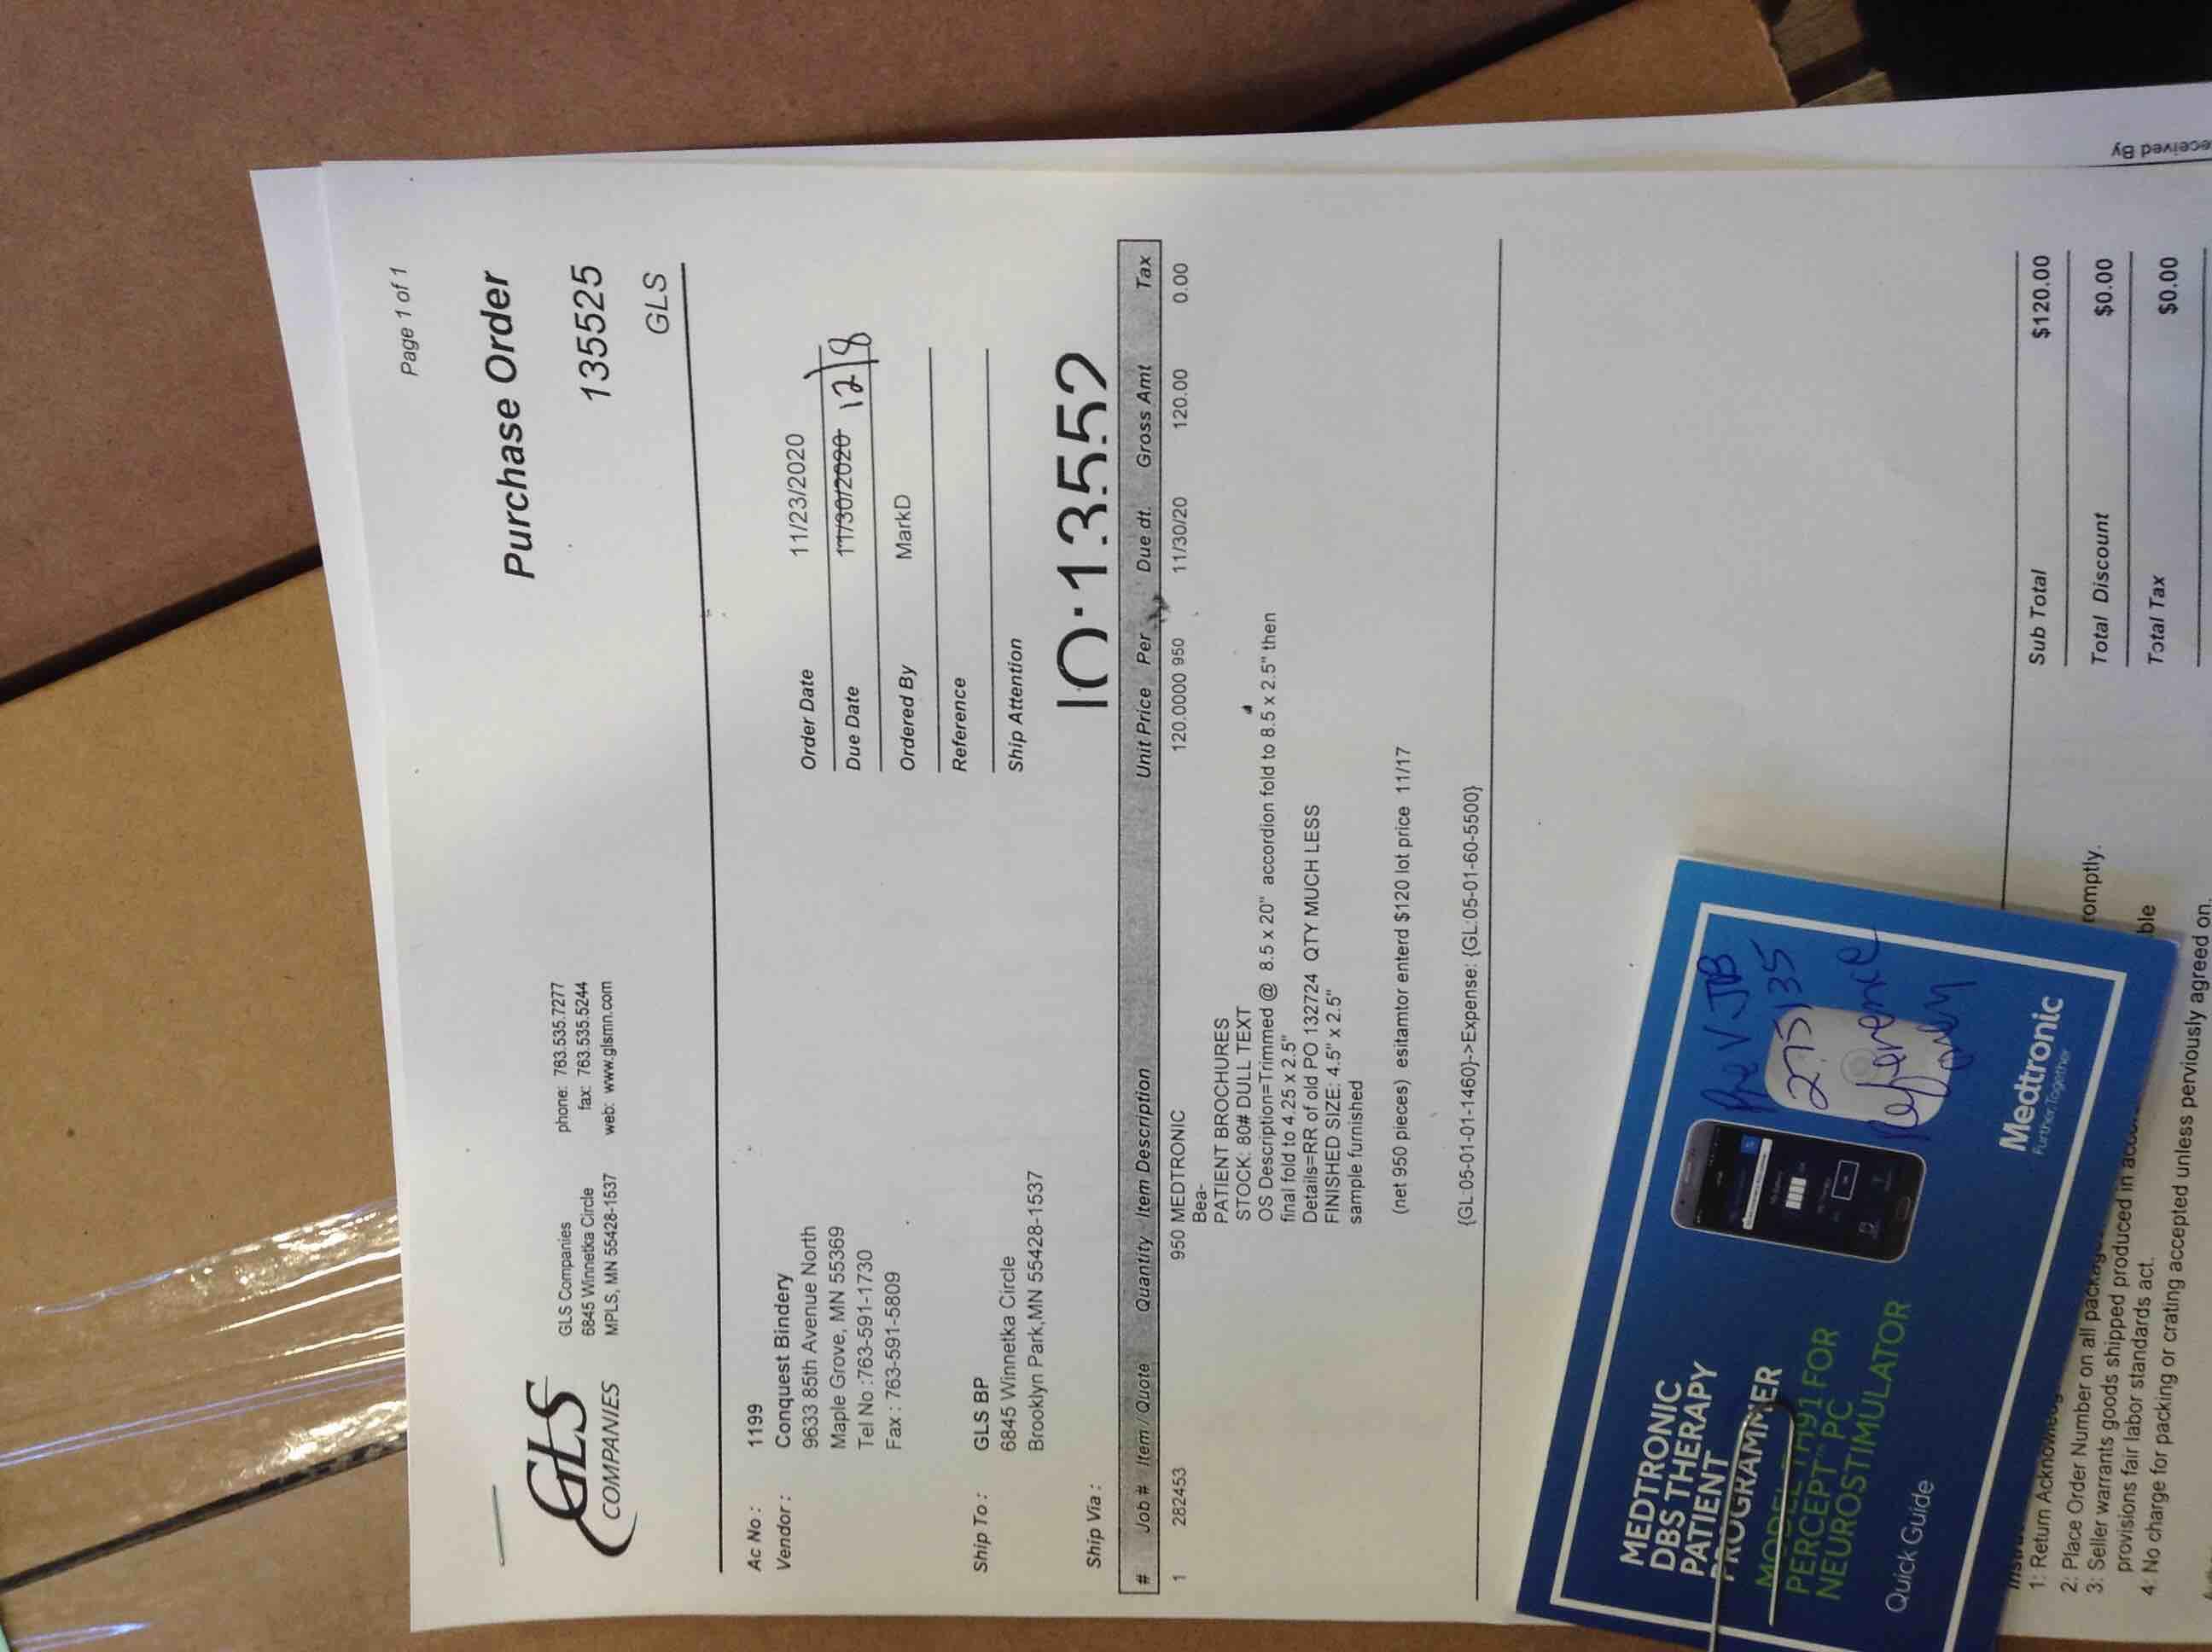 Page 1 of 1
GLS
COMPANIES
GLS Companies
6845 Winnetka Circle
MPLS, MN 55428-1537
phone: 763.535.7277
fax: 763.535.5244
web: www.glsmn.com
Purchase Order
135525
GLS
Ac No : 1199
Vendor : Conquest Bindery
9633 85th Avenue North
Maple Grove, MN 55369
Tel No :763-591-1730
Fax : 763-591-5809
Order Date 11/23/2020
Due Date 11/30/2020 12/8
Ordered By MarkD
Reference
Ship Attention
Ship To : GLS BP
6845 Winnetka Circle
Brooklyn Park,MN 55428-1537
Ship Via :
10.13552
# Job # Item / Quote Quantity Item Description Unit Price Per Due dt. Gross Amt Tax
1 282453 950 MEDTRONIC 120.0000 950 11/30/20 120.00 0.00
Bea-
PATIENT BROCHURES
STOCK: 80# DULL TEXT
OS Description=Trimmed @ 8.5 x 20" accordion fold to 8.5 x 2.5" then
final fold to 4.25 x 2.5"
Details=RR of old PO 132724 QTY MUCH LESS
FINISHED SIZE: 4.5" x 2.5"
sample furnished
(net 950 pieces) esitamtor enterd $120 lot price 11/17
{GL:05-01-01-1460}->Expense: {GL:05-01-60-5500}
Sub Total $120.00
Total Discount $0.00
Total Tax $0.00
MEDTRONIC
DBS THERAPY
PATIENT
PROGRAMMER
MODEL TH91 FOR
PERCEPT™ PC
NEUROSTIMULATOR
Quick Guide
Prev JOB
275135
reference
only
Medtronic
Further, Together
1: Return
romptly.
2: Place Order Number on all
ble
3: Seller warrants goods shipped produced in
provisions fair labor standards act.
4: No charge for packing or crating accepted unless perviously agreed on.
eceived By